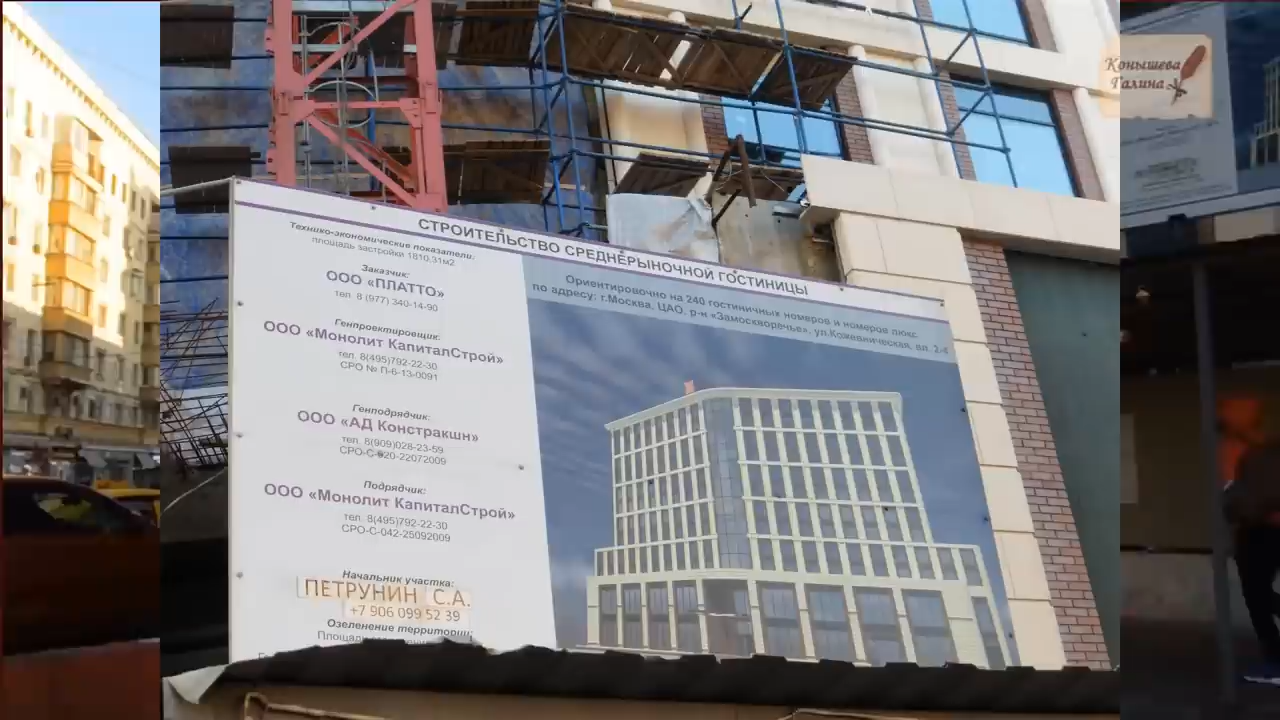 СТРОИТЕЛЬСТВО СРЕДНЕРЫНОЧНОЙ ГОСТИНИЦЫ
Технико-экономические показатели:
площадь застройки 1810.31м2
Заказчик:
ООО «ПЛАТТО»
тел. 8 (977) 340-14-90
Генпроектировщик:
ООО «Монолит КапиталСтрой»
тел. 8(495)792-22-30
СРО № П-6-13-0091
Генподрядчик:
ООО «АД Констракшн»
тел. 8(909)028-23-59
СРО-С-020-22072009
Подрядчик:
ООО «Монолит КапиталСтрой»
тел. 8(495)792-22-30
СРО-С-042-25092009
Начальник участка:
ПЕТРУНИН С.А.
+7 906 099 52 39
Озеленение территории:
Ориентировочно на 240 гостиничных номеров и номеров люкс.
по адресу: г.Москва, ЦАО, р-н «Замоскворечье», ул.Кожевническая, вл. 2-4
Конышева
Галина